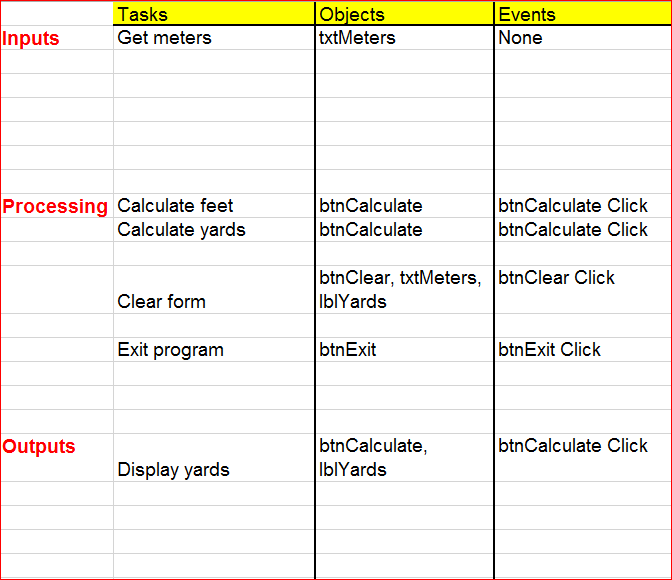 Tasks Objects Events
Inputs Get meters txtMeters None
Processing Calculate feet btnCalculate btnCalculate Click
Calculate yards btnCalculate btnCalculate Click
btnClear, txtMeters, btnClear Click
Clear form lblYards
Exit program btnExit btnExit Click
Outputs btnCalculate, btnCalculate Click
Display yards lblYards